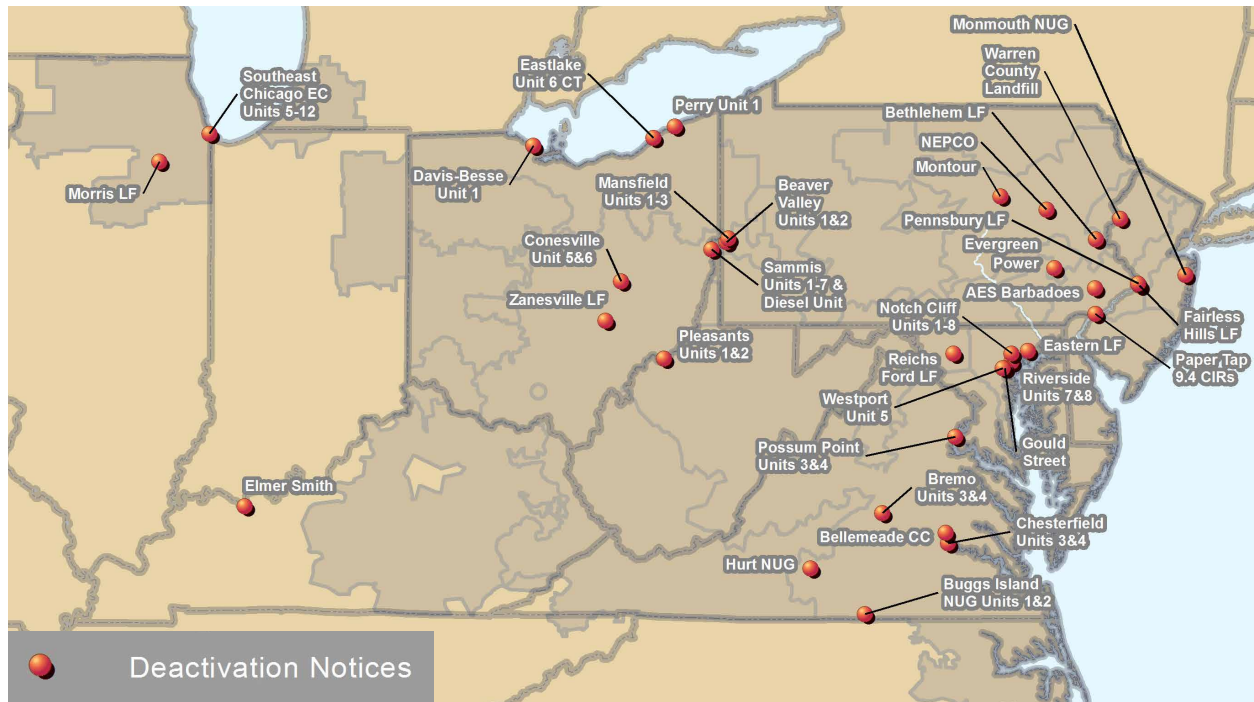 Monmouth NUG
Warren
County
Landfill
Southeast
Chicago EC
Units 5-12
Eastlake
Unit 6 CT
Perry Unit 1
Bethlehem LF
NEPCO
Montour
Morris LF
Davis-Besse
Unit 1
Mansfield
Units 1-3
Beaver
Valley
Units 1&2
Pennsbury LF
Evergreen
Power
Conesville
Unit 5&6
Sammis
Units 1-7 &
Diesel Unit
AES Barbadoes
Zanesville LF
Notch Cliff
Units 1-8
Fairless
Hills LF
Pleasants
Units 1&2
Eastern LF
Reichs
Ford LF
Paper Tap
9.4 CIRs
Riverside
Units 7&8
Westport
Unit 5
Possum Point
Units 3&4
Gould
Street
Elmer Smith
Bremo
Units 3&4
Bellemeade CC
Chesterfield
Units 3&4
Hurt NUG
Buggs Island
NUG Units 1&2
Deactivation Notices